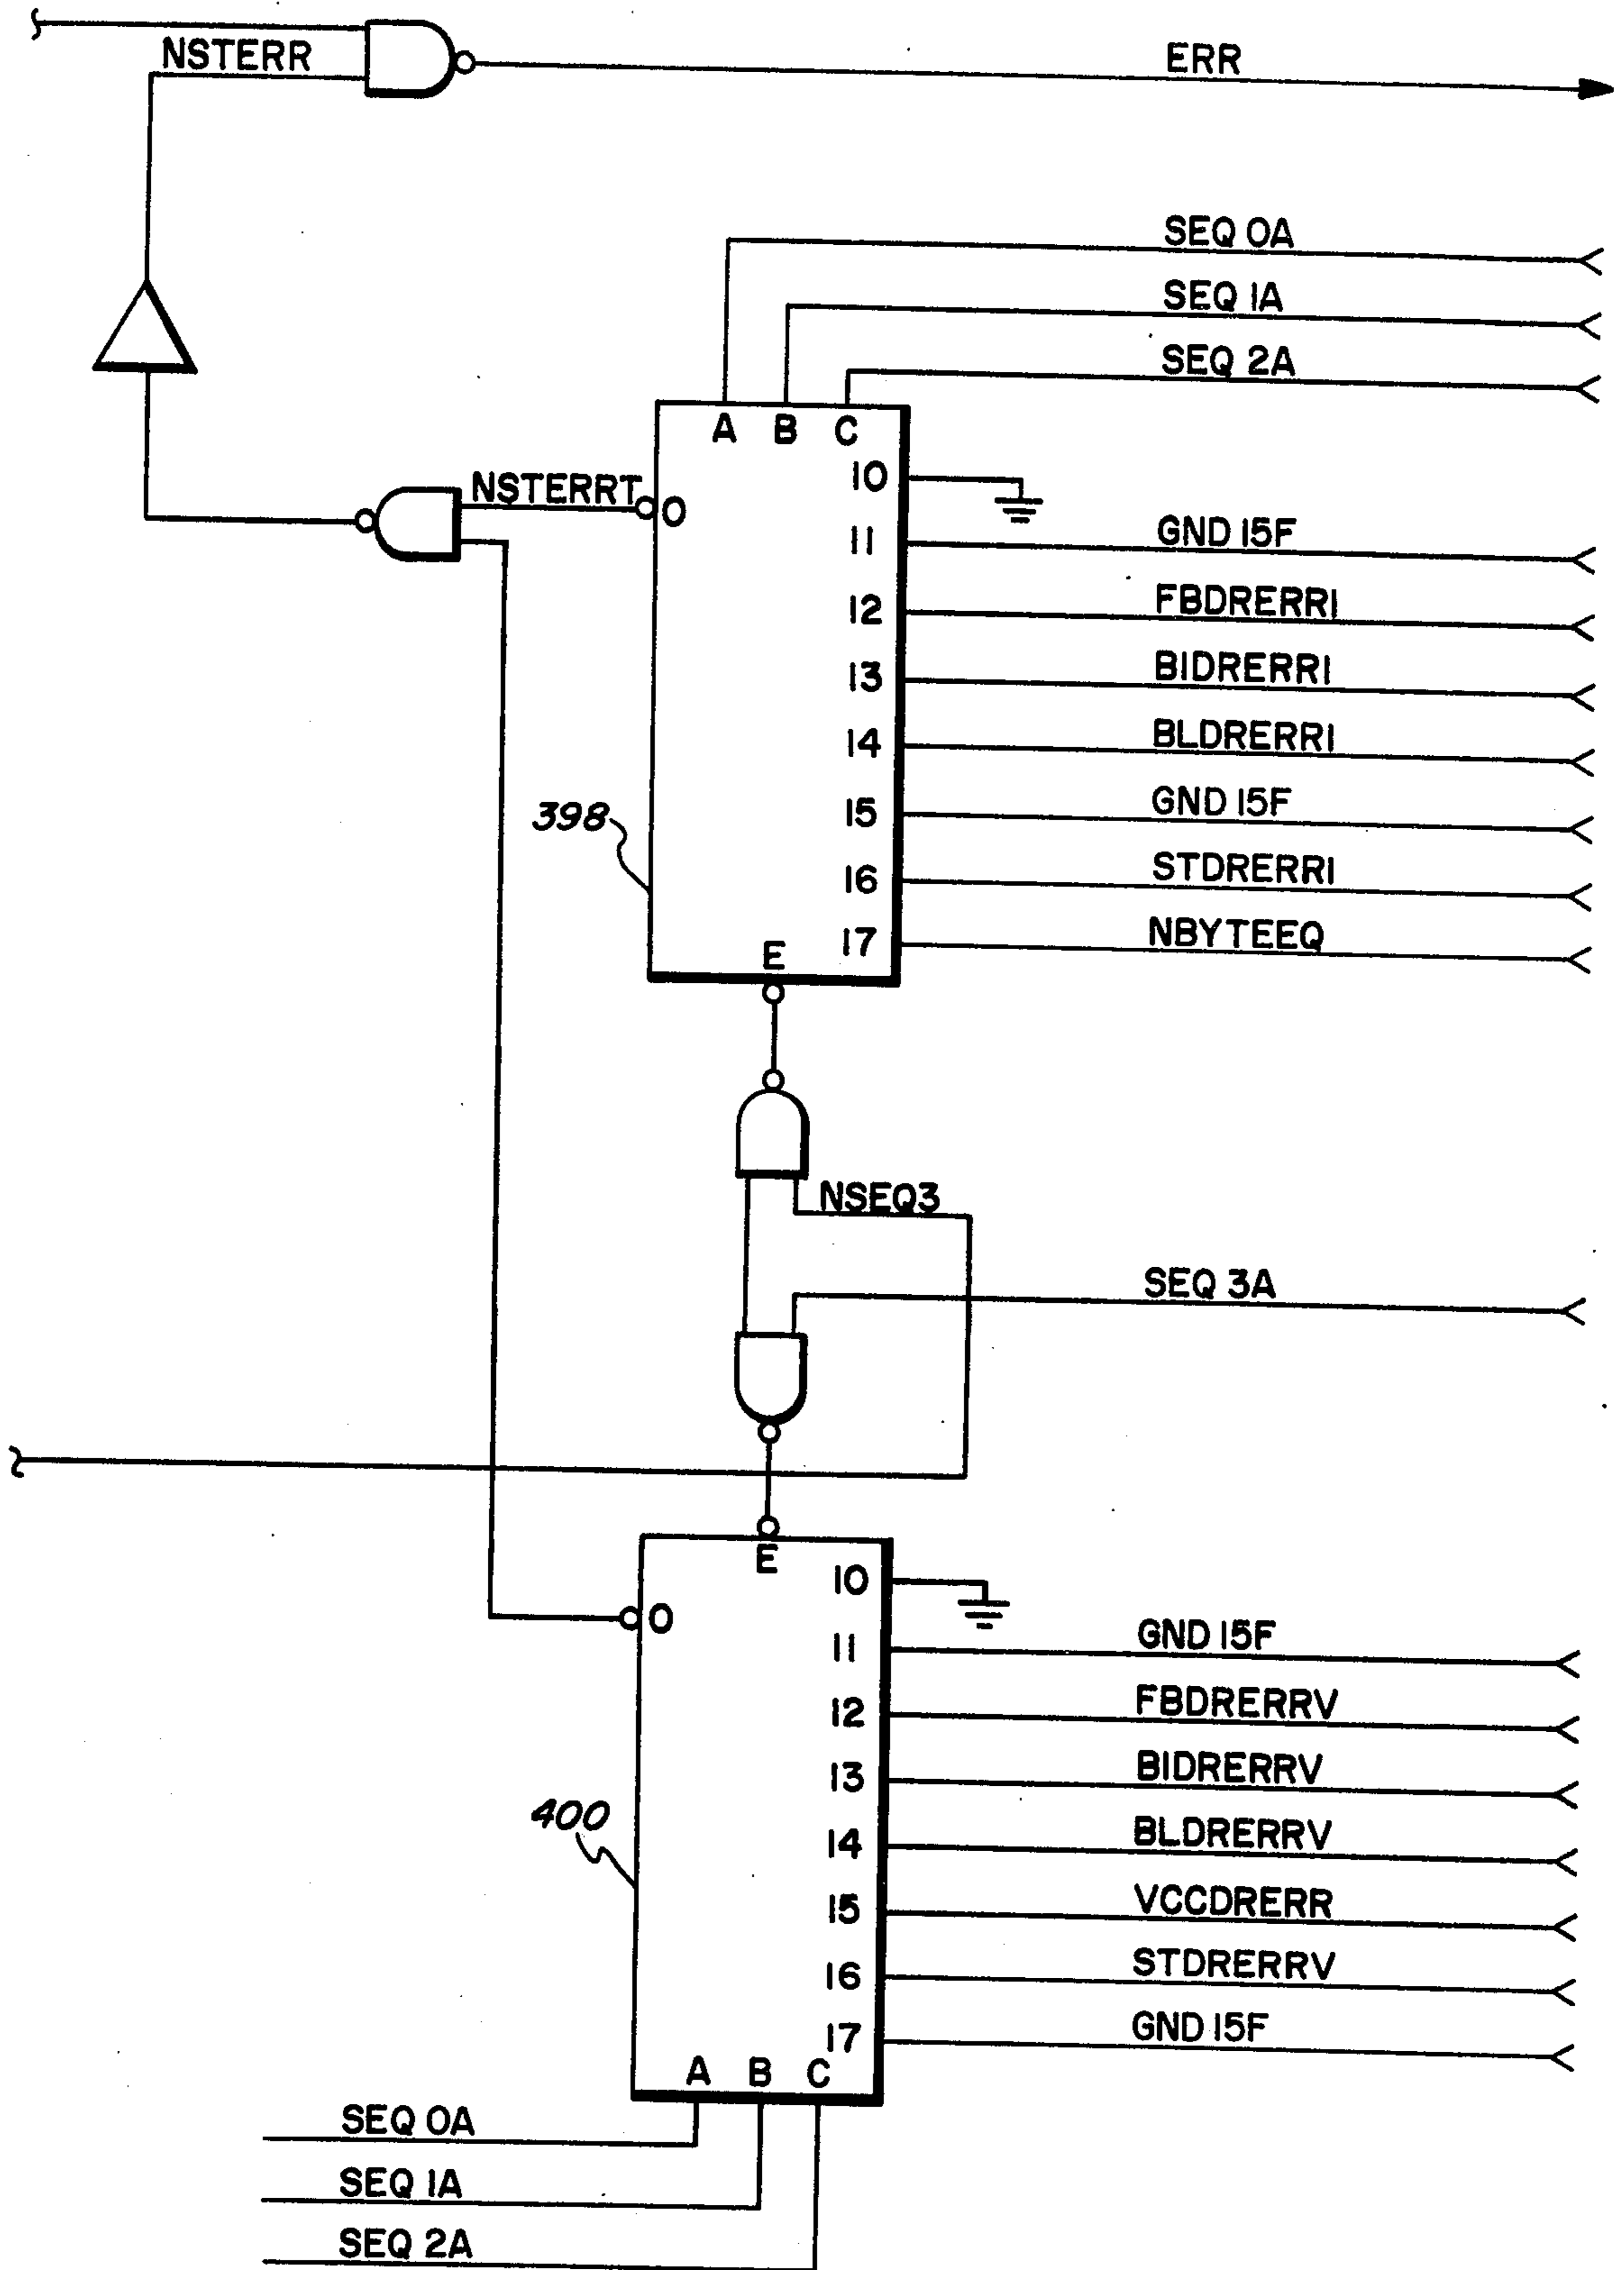 NSTERR
ERR
SEQ 0A
SEQ 1A
SEQ 2A
A B C
10
NSTERRT
0
11 GND 15F
12 FBDRERRI
13 BIDRERRI
14 BLDRERRI
398
15 GND 15F
16 STDRERRI
17 NBYTEEQ
E
NSEQ3
SEQ 3A
E
10
0
11 GND 15F
12 FBDRERRV
13 BIDRERRV
400
14 BLDRERRV
15 VCCDRERR
16 STDRERRV
17 GND 15F
A B C
SEQ 0A
SEQ 1A
SEQ 2A